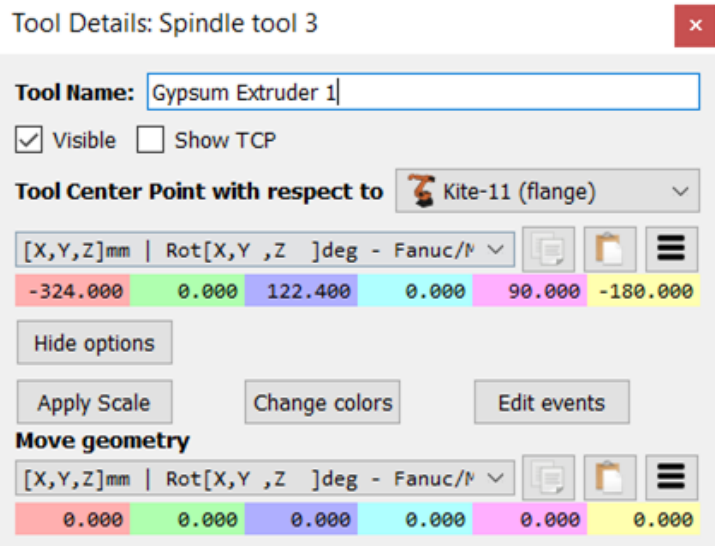 Tool Details: Spindle tool 3
Tool Name: Gypsum Extruder 1
Visible Show TCP
Tool Center Point with respect to Kite-11 (flange)
[X,Y,Z]mm | Rot[X,Y ,Z ]deg - Fanuc/
-324.000 0.000 122.400 0.000 90.000 -180.000
Hide options
Apply Scale Change colors Edit events
Move geometry
[X,Y,Z]mm | Rot[X,Y ,Z ]deg - Fanuc/
0.000 0.000 0.000 0.000 0.000 0.000